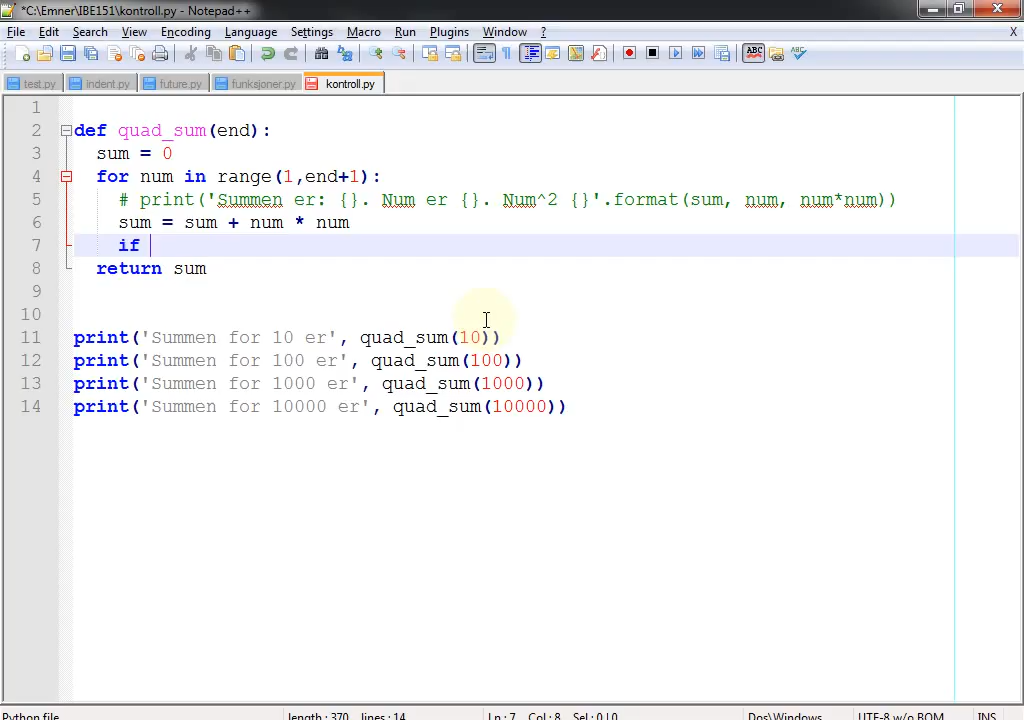 *C:\Emner\IBE151\kontroll.py - Notepad++
File Edit Search View Encoding Language Settings Macro Run Plugins Window ? X
test.py indent.py future.py funksjoner.py kontroll.py
1
2 def quad_sum(end):
3 sum = 0
4 for num in range(1,end+1):
5 # print('Summen er: {}. Num er {}. Num^2 {}'.format(sum, num, num*num))
6 sum = sum + num * num
7 if
8 return sum
9
10
11 print('Summen for 10 er', quad_sum(10))
12 print('Summen for 100 er', quad_sum(100))
13 print('Summen for 1000 er', quad_sum(1000))
14 print('Summen for 10000 er', quad_sum(10000))
Python file length : 370 lines : 14 Ln : 7 Col : 8 Sel : 0 | 0 Dos\Windows UTF-8 w/o BOM INS